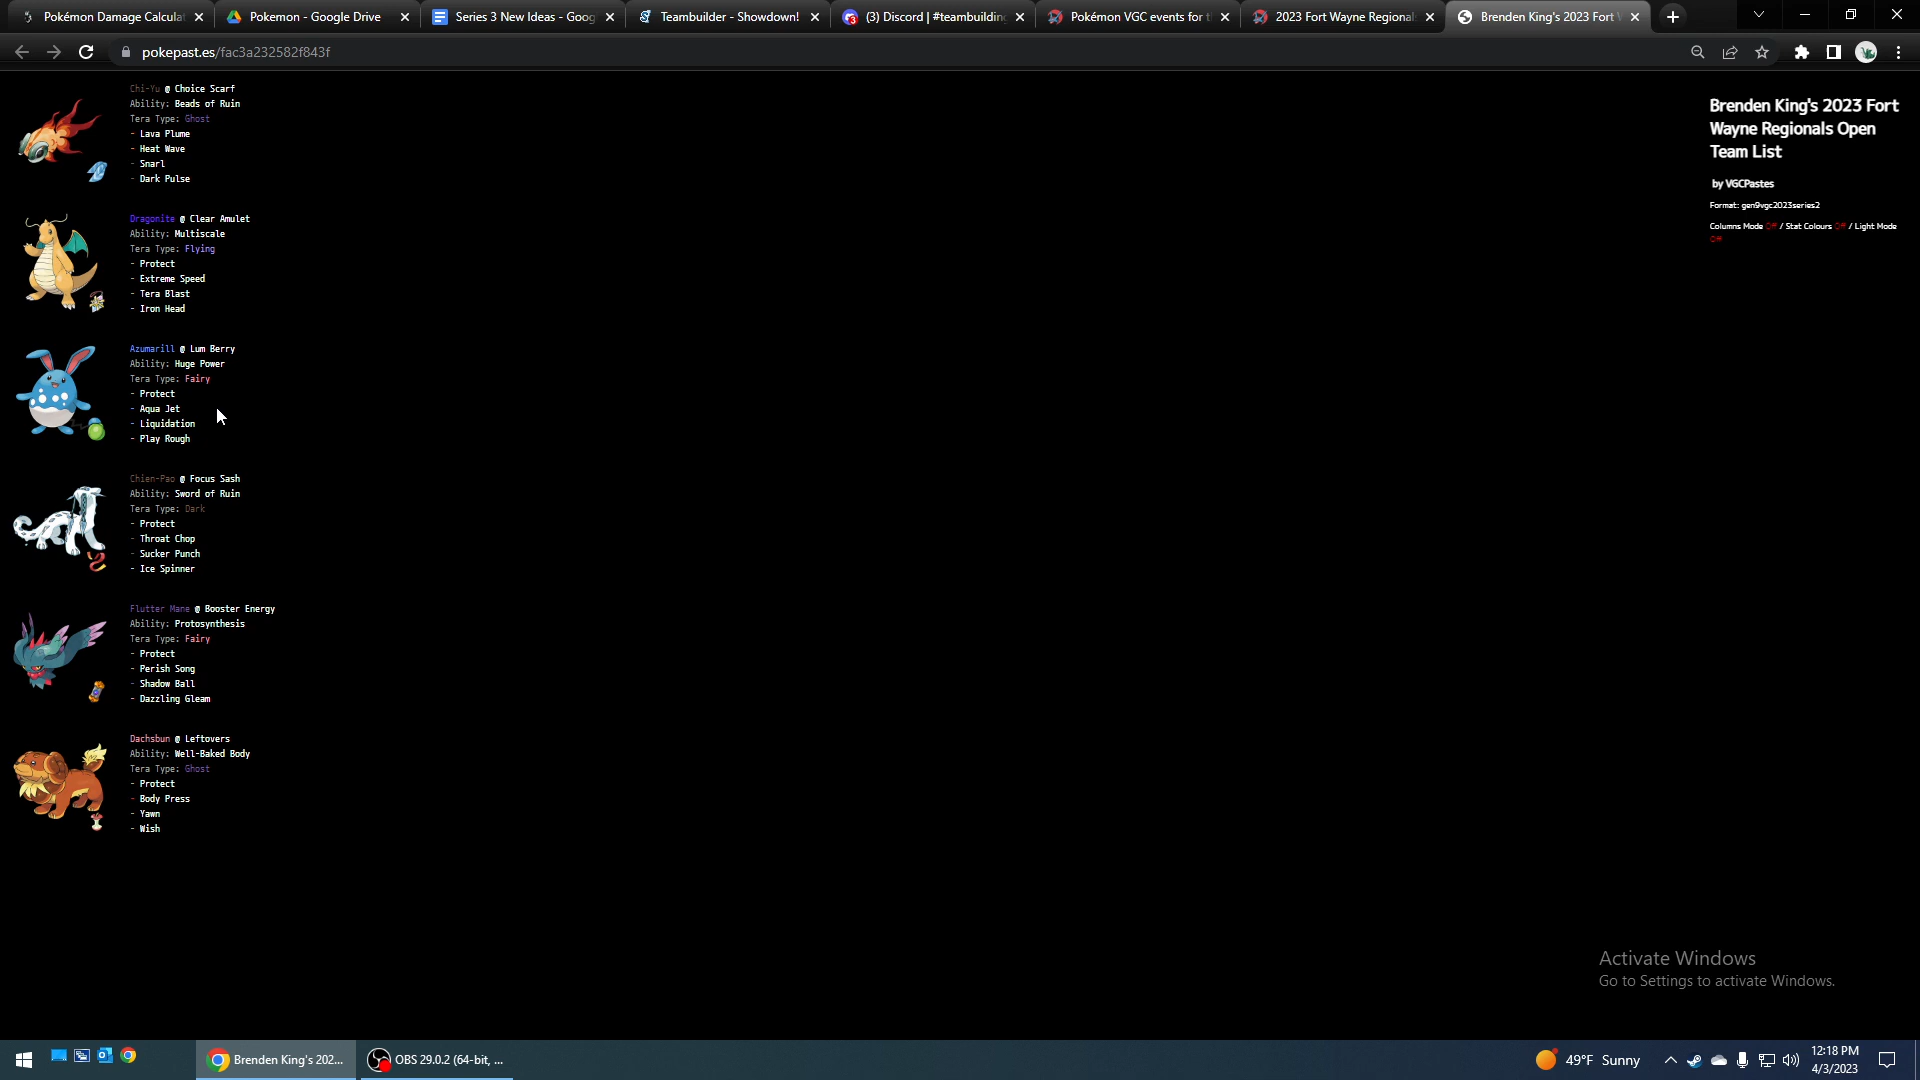 Pokémon Damage Calculat
Pokemon - Google Drive
Series 3 New Ideas - Goog
Teambuilder - Showdown!
(3) Discord | #teambuilding
Pokémon VGC events for t
2023 Fort Wayne Regional
Brenden King's 2023 Fort W
pokepast.es/fac3a232582f843f
Chi-Yu @ Choice Scarf
Ability: Beads of Ruin
Tera Type: Ghost
- Lava Plume
- Heat Wave
- Snarl
- Dark Pulse
Dragonite @ Clear Amulet
Ability: Multiscale
Tera Type: Flying
- Protect
- Extreme Speed
- Tera Blast
- Iron Head
Azumarill @ Lum Berry
Ability: Huge Power
Tera Type: Fairy
- Protect
- Aqua Jet
- Liquidation
- Play Rough
Chien-Pao @ Focus Sash
Ability: Sword of Ruin
Tera Type: Dark
- Protect
- Throat Chop
- Sucker Punch
- Ice Spinner
Flutter Mane @ Booster Energy
Ability: Protosynthesis
Tera Type: Fairy
- Protect
- Perish Song
- Shadow Ball
- Dazzling Gleam
Dachsbun @ Leftovers
Ability: Well-Baked Body
Tera Type: Ghost
- Protect
- Body Press
- Yawn
- Wish
Brenden King's 2023 Fort
Wayne Regionals Open
Team List
by VGCPastes
Format: gen9vgc2023series2
Columns Mode Off / Stat Colours Off / Light Mode
Off
Activate Windows
Go to Settings to activate Windows.
Brenden King's 202...
OBS 29.0.2 (64-bit, ...
49°F Sunny
12:18 PM
4/3/2023